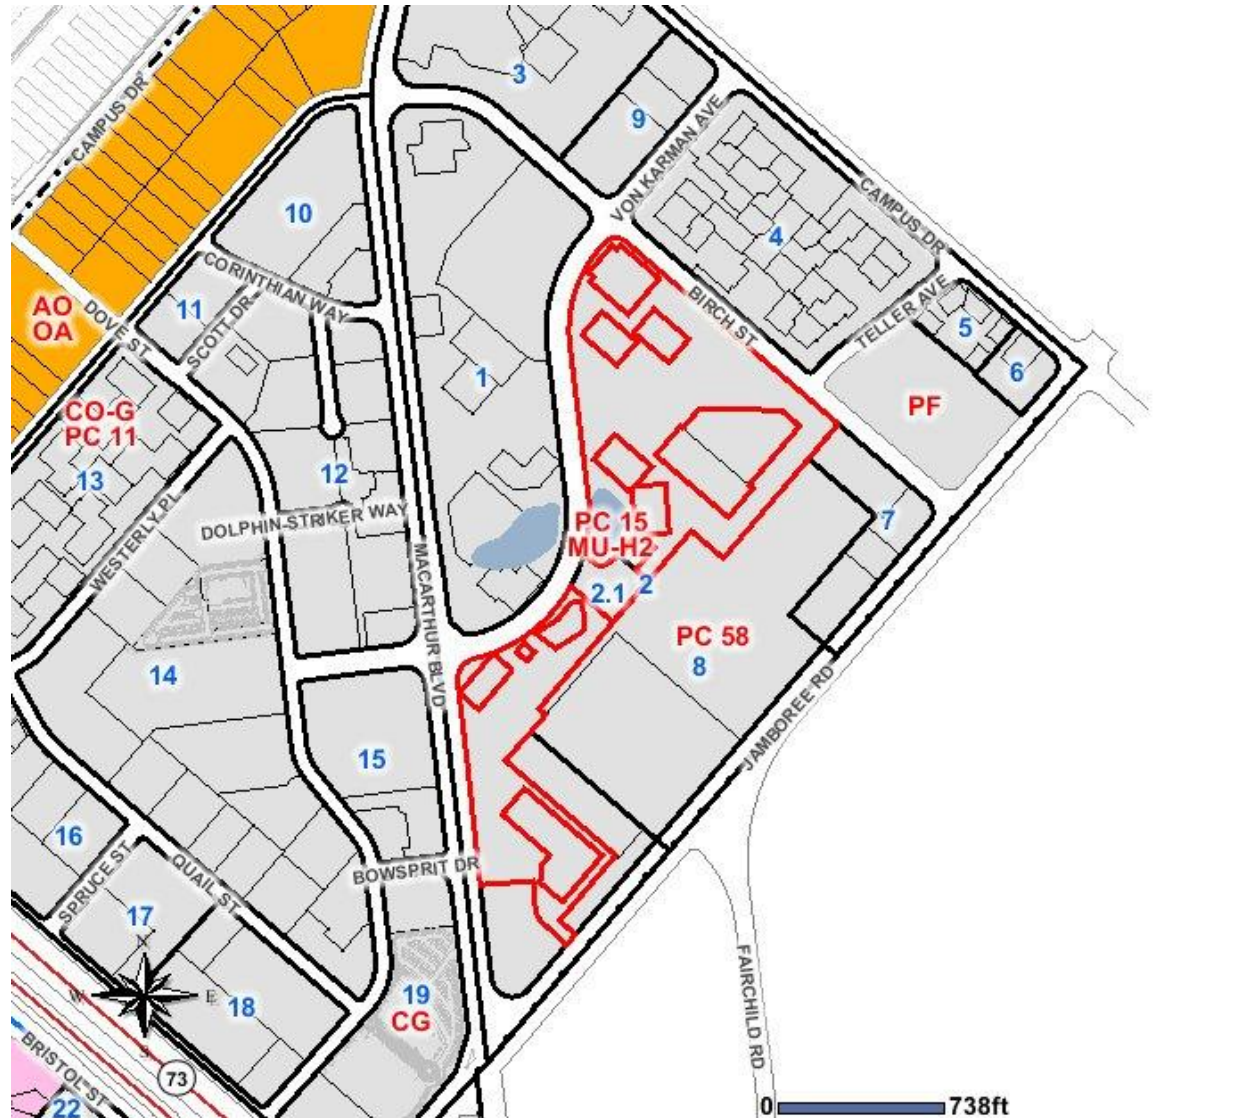 3
CAMPUS DR
9
VON KARMAN AVE
10
CAMPUS DR
4
CORINTHIAN WAY
11
AO
OA
DOVE ST
SCOTT DR
BIRCH ST
TELLER AVE
5
6
1
CO-G
PC 11
PF
13
12
WESTERLY PL
DOLPHIN-STRIKER WAY
PC 15
MU-H2
7
MACARTHUR BLVD
2.1
2
PC 58
8
14
JAMBOREE RD
15
16
BOWSPRIT DR
SPRUCE ST
QUAIL ST
17
N
W
E
S
18
19
CG
FAIRCHILD RD
73
BRISTOL ST
22
0
738ft